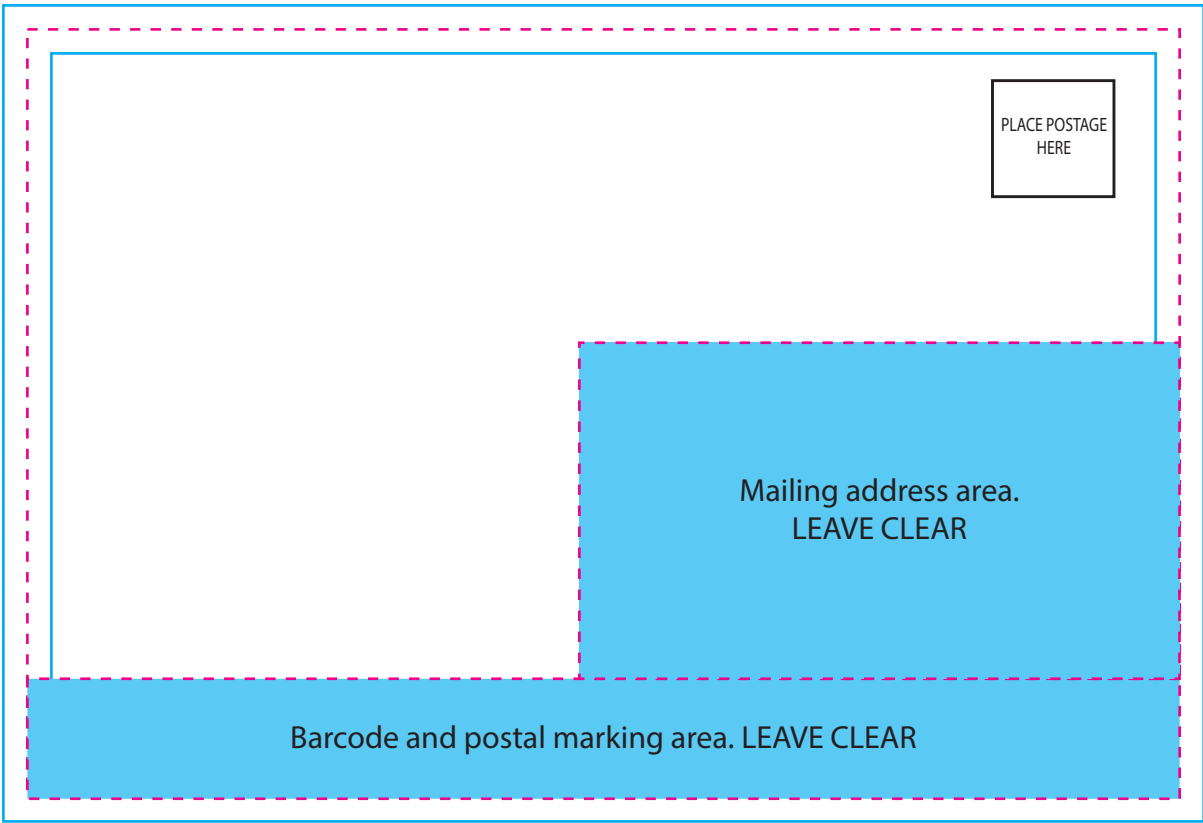 PLACE POSTAGE
HERE
Mailing address area.
LEAVE CLEAR
Barcode and postal marking area. LEAVE CLEAR